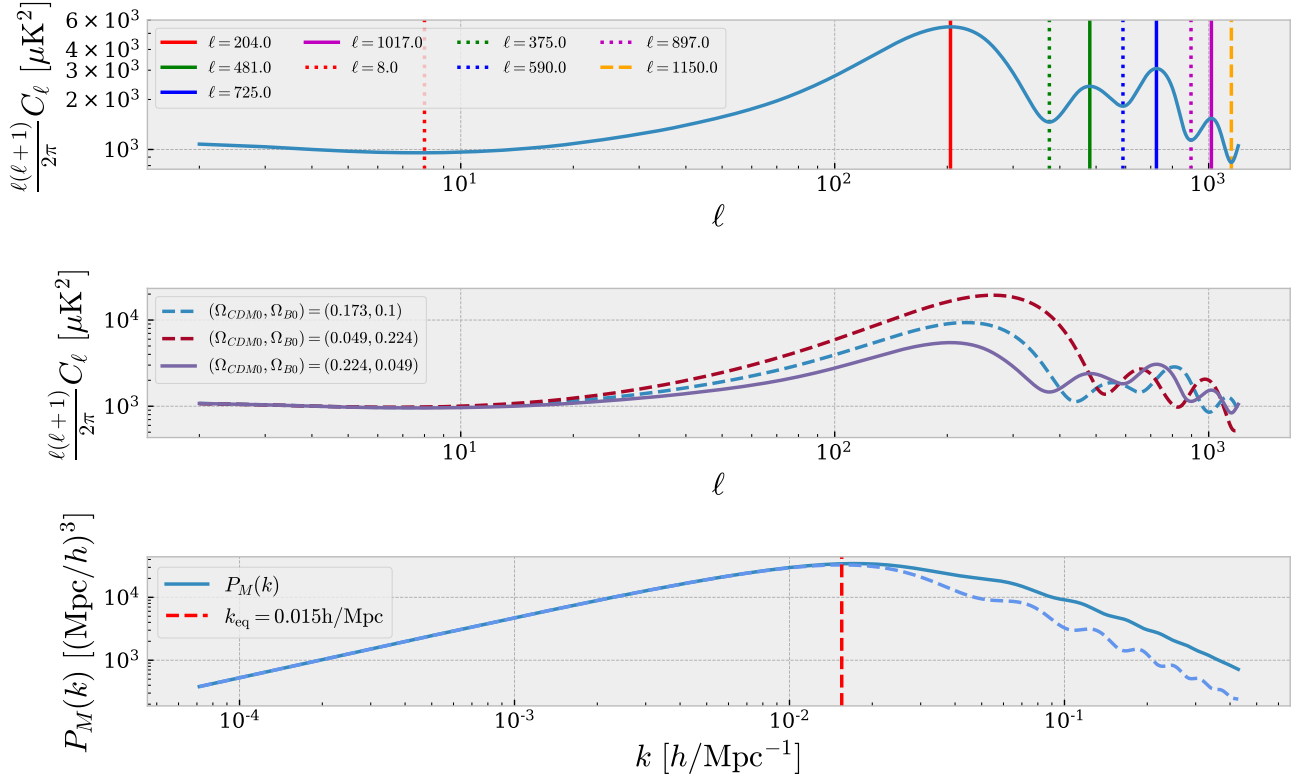 6 × 10³
3 × 10³
2 × 10³
10³
ℓ(ℓ+1)/2π C_ℓ [μK²]
ℓ = 204.0
ℓ = 481.0
ℓ = 725.0
ℓ = 1017.0
ℓ = 8.0
ℓ = 375.0
ℓ = 590.0
ℓ = 897.0
ℓ = 1150.0
10¹ 10² 10³
ℓ
10⁴
10³
ℓ(ℓ+1)/2π C_ℓ [μK²]
(Ω_CDM0, Ω_B0) = (0.173, 0.1)
(Ω_CDM0, Ω_B0) = (0.049, 0.224)
(Ω_CDM0, Ω_B0) = (0.224, 0.049)
10¹ 10² 10³
ℓ
10⁴
10³
P_M(k) [(Mpc/h)³]
P_M(k)
k_eq = 0.015h/Mpc
10⁻⁴ 10⁻³ 10⁻² 10⁻¹
k [h/Mpc⁻¹]